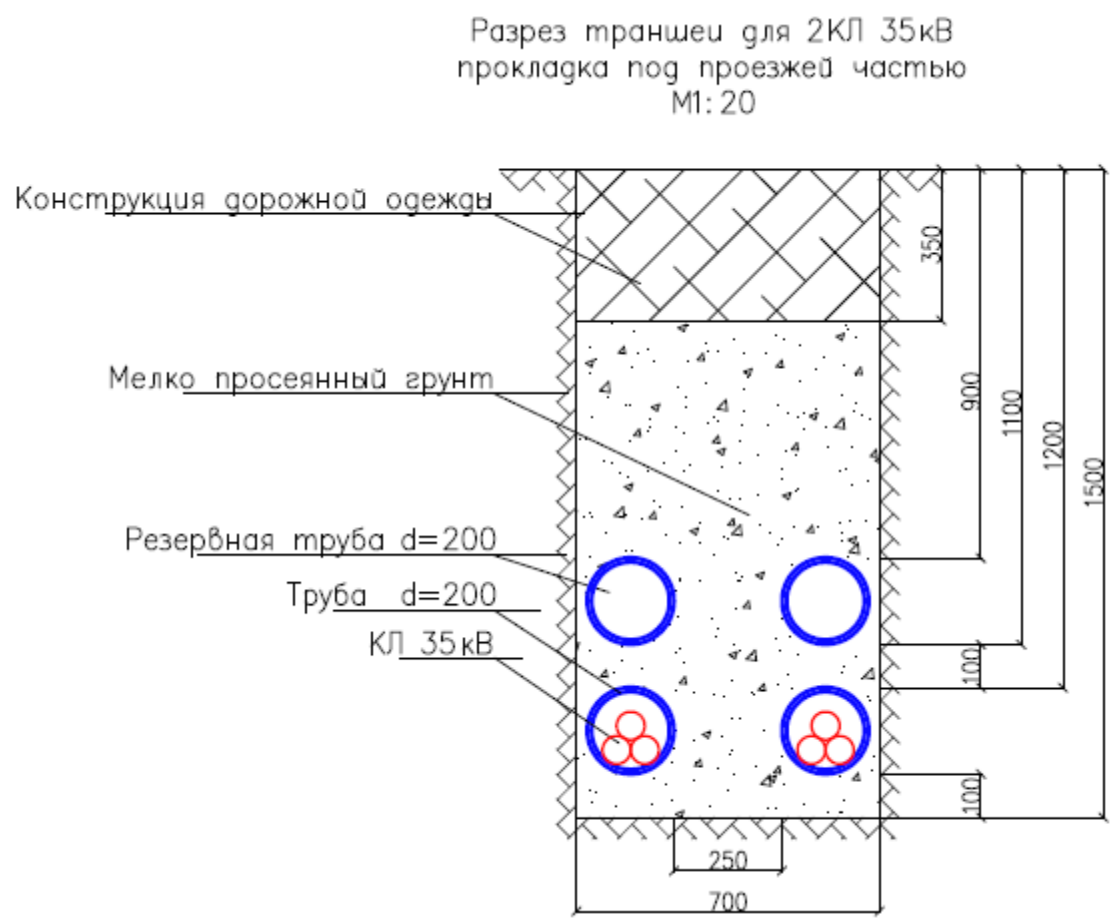 Разрез траншеи для 2КЛ 35кВ
прокладка под проезжей частью
М1:20
Конструкция дорожной одежды
350
Мелко просеянный грунт
900
1100
1200
1500
Резервная труба d=200
Труба d=200
КЛ 35кВ
100
100
250
700